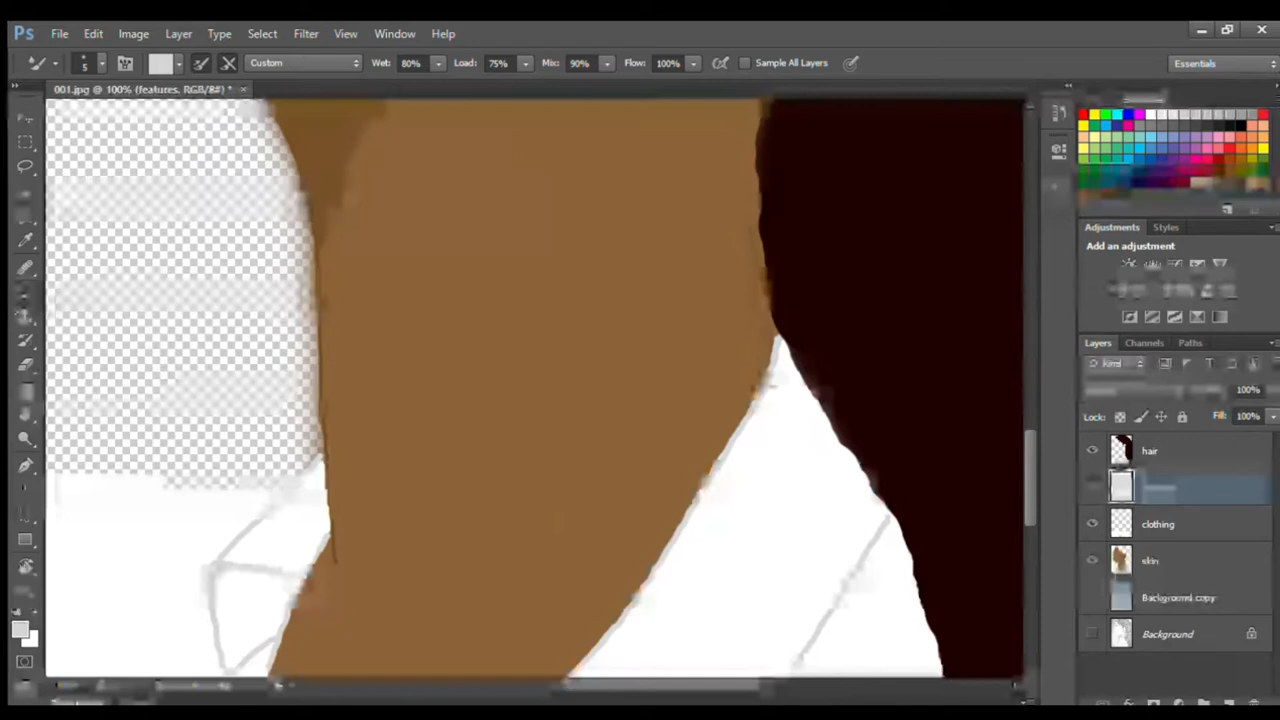 Ps File Edit Image Layer Type Select Filter View Window Help
5 Custom Wet: 80% Load: 75% Mix: 90% Flow: 100% Sample All Layers Essentials
001.jpg @ 100% (features, RGB/8#) * ×
Adjustments Styles
Add an adjustment
Layers Channels Paths
Kind
100%
Lock: Fill: 100%
hair
clothing
skin
Background copy
Background